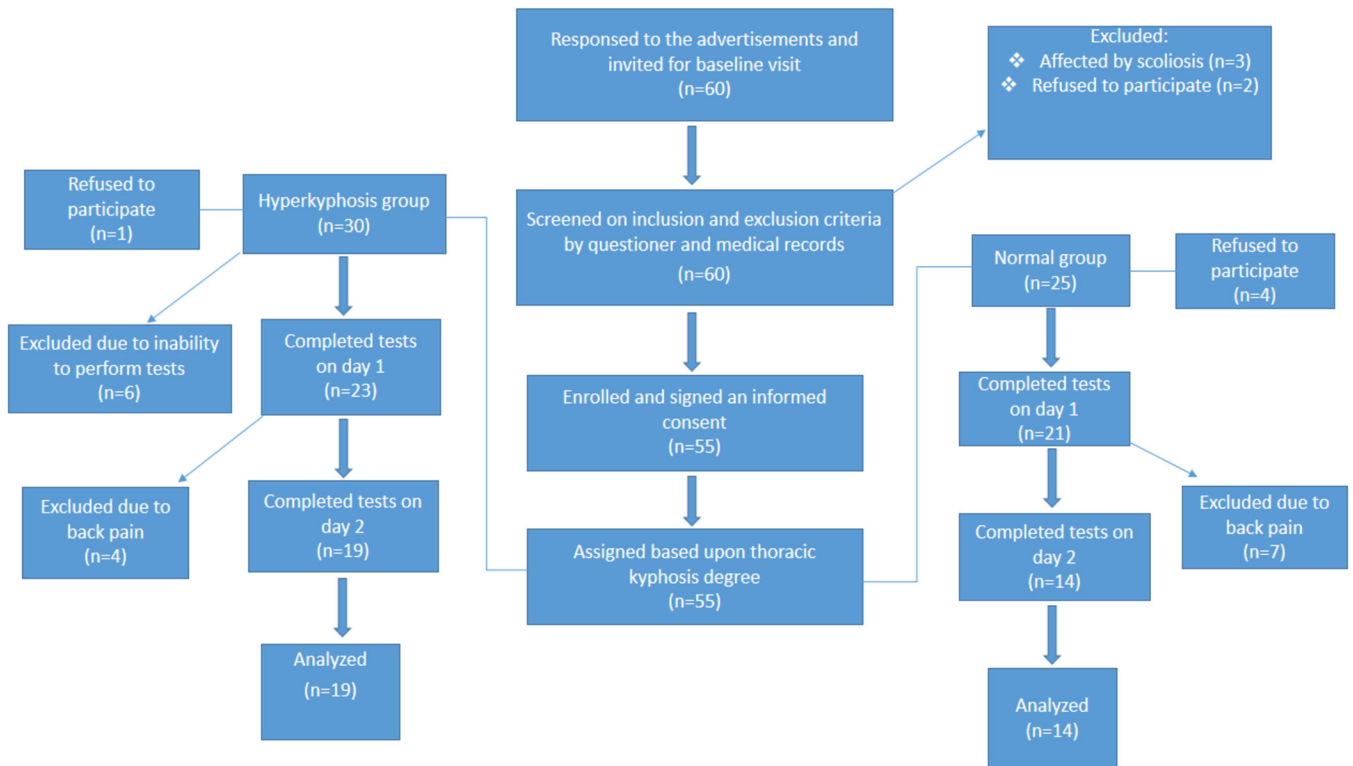 Responsed to the advertisements and
invited for baseline visit
(n=60)
Excluded:
❖ Affected by scoliosis (n=3)
❖ Refused to participate (n=2)
Screened on inclusion and exclusion criteria
by questioner and medical records
(n=60)
Enrolled and signed an informed
consent
(n=55)
Assigned based upon thoracic
kyphosis degree
(n=55)
Refused to
participate
(n=1)
Hyperkyphosis group
(n=30)
Excluded due to inability
to perform tests
(n=6)
Completed tests
on day 1
(n=23)
Excluded due to
back pain
(n=4)
Completed tests on
day 2
(n=19)
Analyzed
(n=19)
Normal group
(n=25)
Refused to
participate
(n=4)
Completed tests
on day 1
(n=21)
Excluded due to
back pain
(n=7)
Completed tests on
day 2
(n=14)
Analyzed
(n=14)